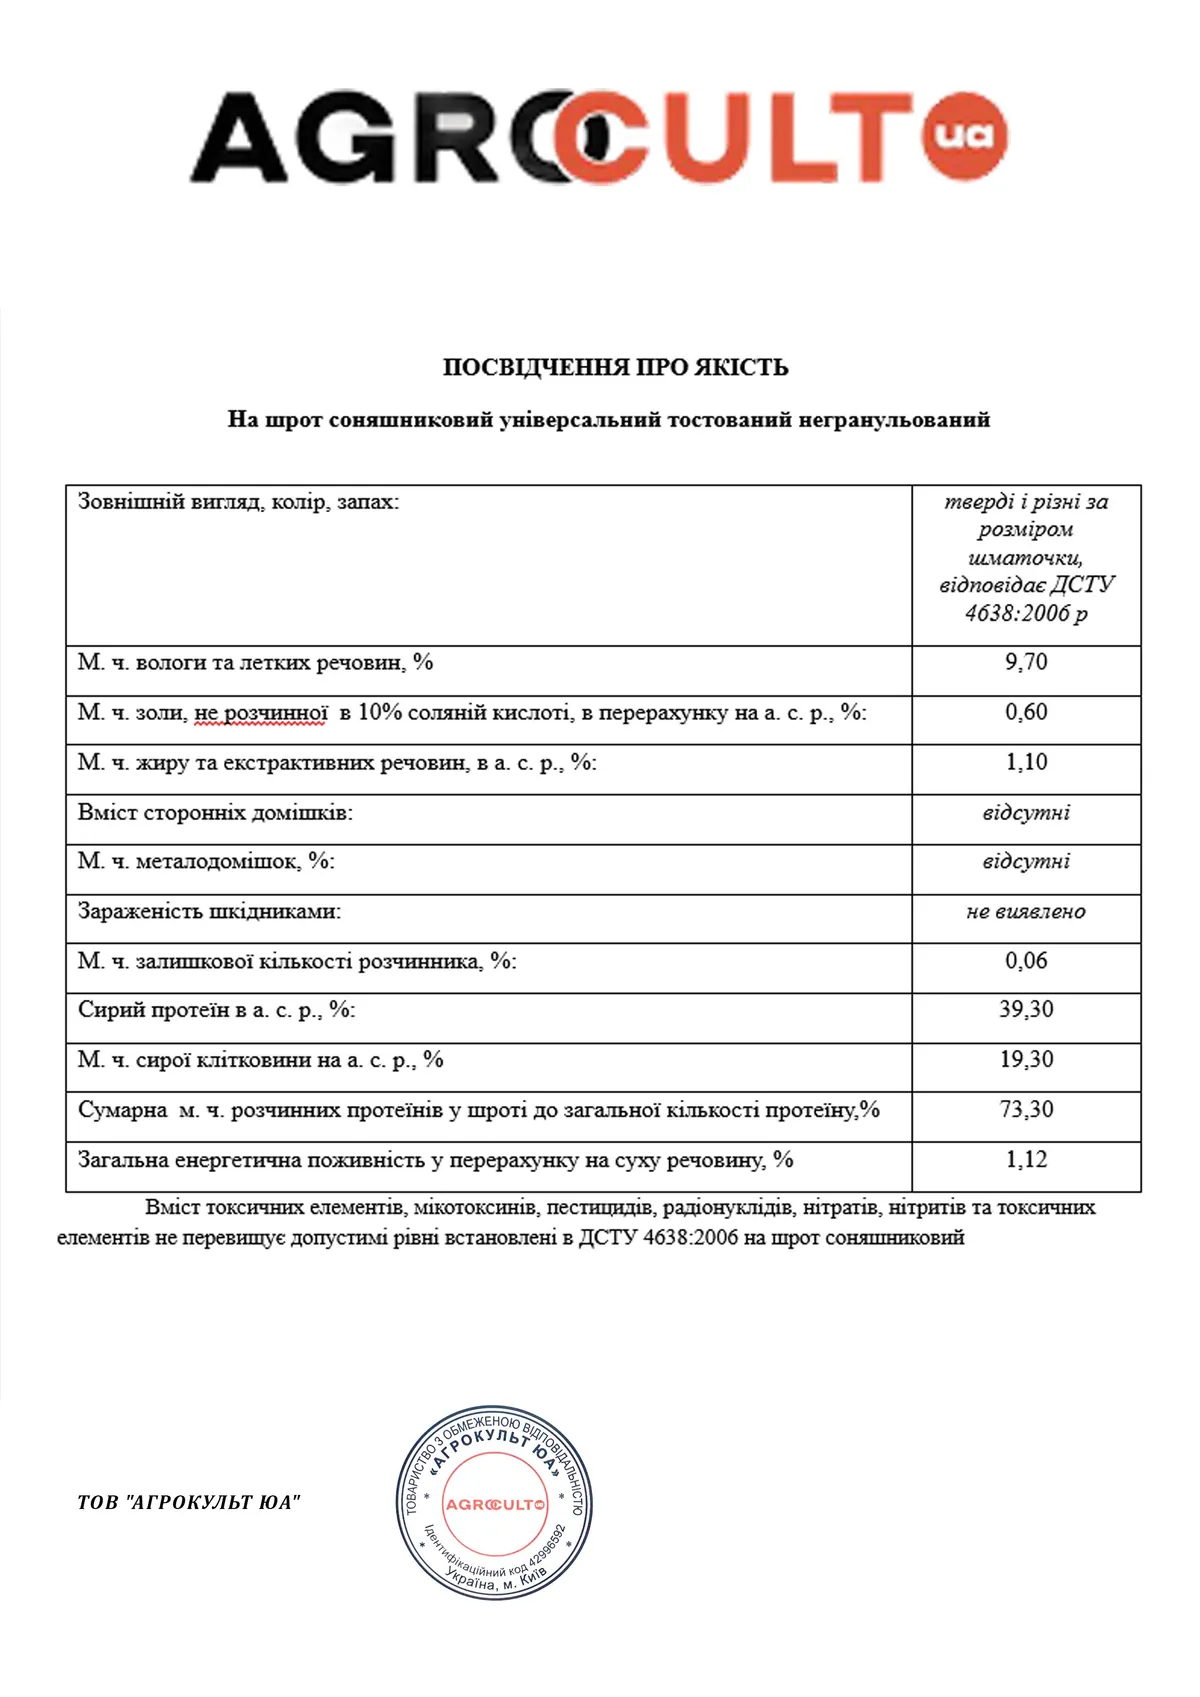 AGROCULT ua
ПОСВІДЧЕННЯ ПРО ЯКІСТЬ
На шрот соняшниковий універсальний тостований негранульований
Зовнішній вигляд, колір, запах:
тверді і різні за
розміром
шматочки,
відповідає ДСТУ
4638:2006 р
М. ч. вологи та летких речовин, % 9,70
М. ч. золи, не розчинної в 10% соляній кислоті, в перерахунку на а. с. р., %: 0,60
М. ч. жиру та екстрактивних речовин, в а. с. р., %: 1,10
Вміст сторонніх домішків: відсутні
М. ч. металодомішок, %: відсутні
Зараженість шкідниками: не виявлено
М. ч. залишкової кількості розчинника, %: 0,06
Сирий протеїн в а. с. р., %: 39,30
М. ч. сирої клітковини на а. с. р., % 19,30
Сумарна м. ч. розчинних протеїнів у шроті до загальної кількості протеїну,% 73,30
Загальна енергетична поживність у перерахунку на суху речовину, % 1,12
Вміст токсичних елементів, мікотоксинів, пестицидів, радіонуклідів, нітратів, нітритів та токсичних
елементів не перевищує допустимі рівні встановлені в ДСТУ 4638:2006 на шрот соняшниковий
ТОВ "АГРОКУЛЬТ ЮА"
ТОВАРИСТВО З ОБМЕЖЕНОЮ ВІДПОВІДАЛЬНІСТЮ
«АГРОКУЛЬТ ЮА»
AGROCULT ua
Ідентифікаційний код 42996592
Україна, м. Київ